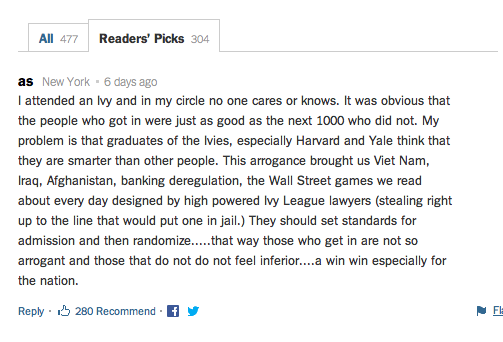 All 477 Readers' Picks 304
as New York • 6 days ago
I attended an Ivy and in my circle no one cares or knows. It was obvious that
the people who got in were just as good as the next 1000 who did not. My
problem is that graduates of the Ivies, especially Harvard and Yale think that
they are smarter than other people. This arrogance brought us Viet Nam,
Iraq, Afghanistan, banking deregulation, the Wall Street games we read
about every day designed by high powered Ivy League lawyers (stealing right
up to the line that would put one in jail.) They should set standards for
admission and then randomize.....that way those who get in are not so
arrogant and those that do not do not feel inferior....a win win especially for
the nation.
Reply · 280 Recommend ·